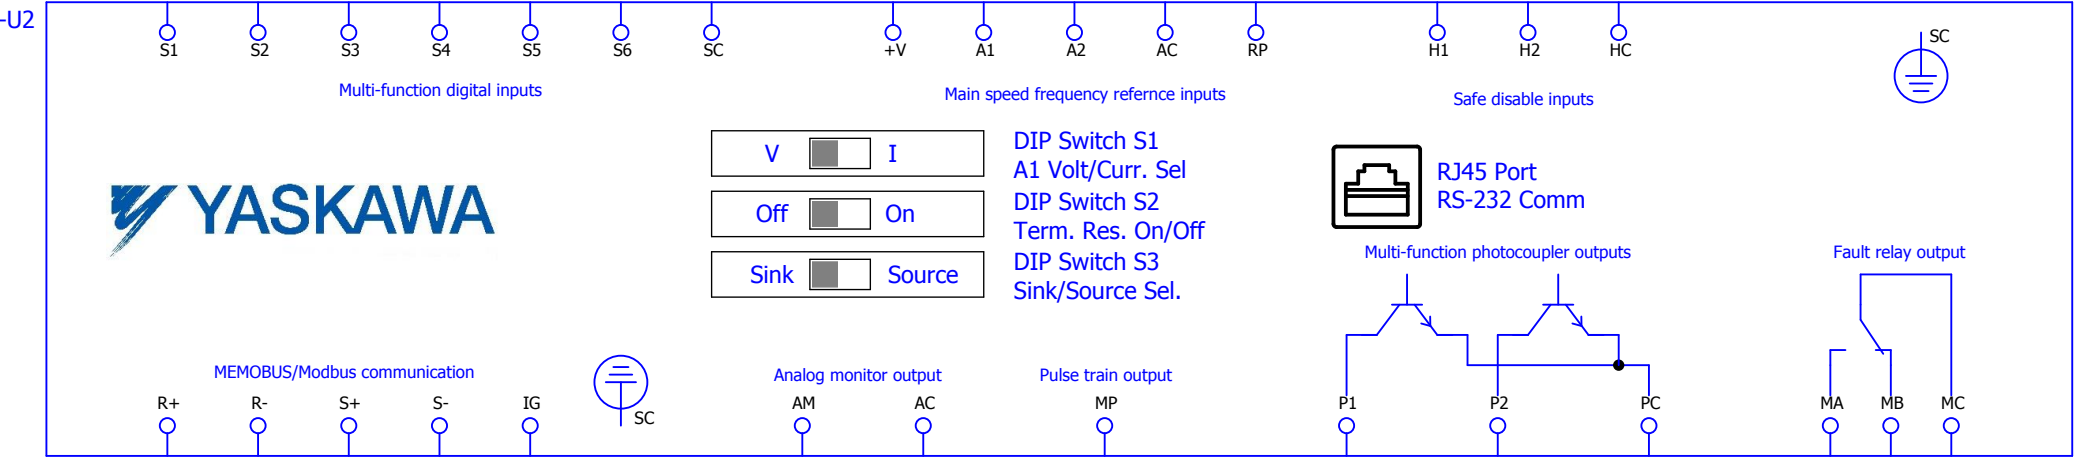 -U2
S1 S2 S3 S4 S5 S6 SC +V A1 A2 AC RP H1 H2 HC SC
Multi-function digital inputs
Main speed frequency refernce inputs
Safe disable inputs
V I
DIP Switch S1
A1 Volt/Curr. Sel
Off On
DIP Switch S2
Term. Res. On/Off
Sink Source
DIP Switch S3
Sink/Source Sel.
YASKAWA
RJ45 Port
RS-232 Comm
Multi-function photocoupler outputs
Fault relay output
MEMOBUS/Modbus communication
Analog monitor output
Pulse train output
R+ R- S+ S- IG SC AM AC MP P1 P2 PC MA MB MC